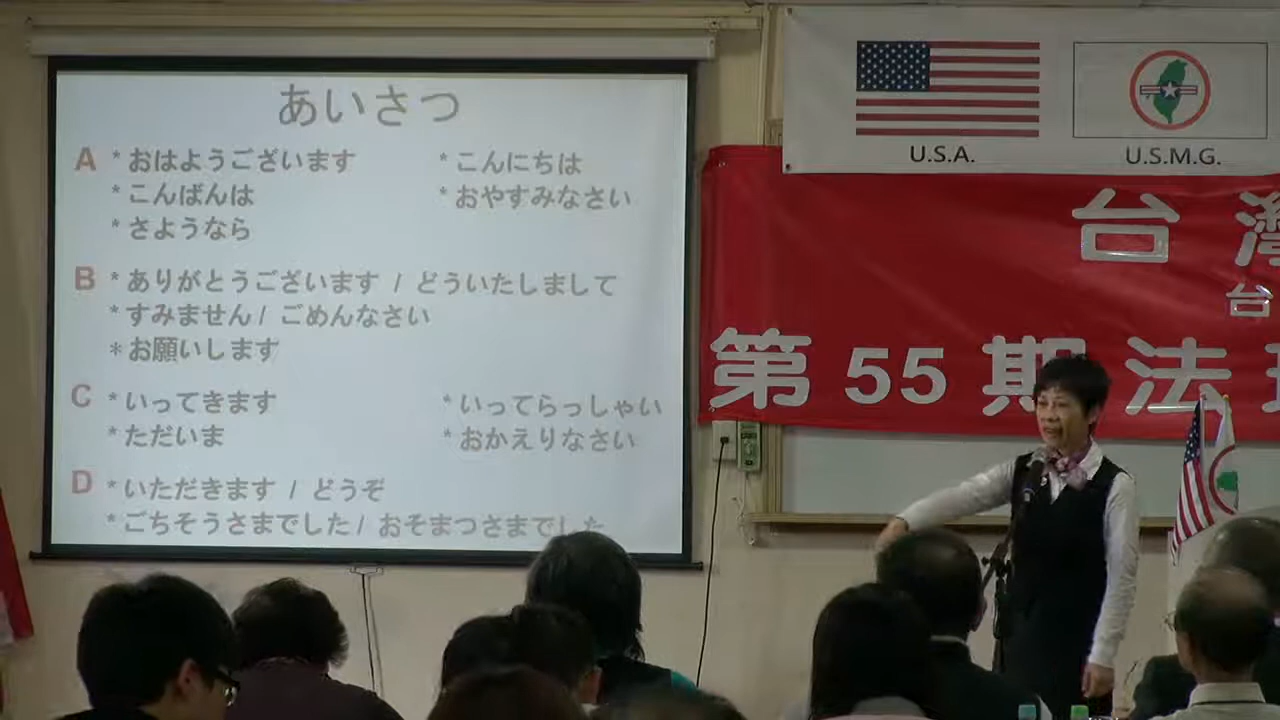 あいさつ
A *おはようございます *こんにちは
*こんばんは *おやすみなさい
*さようなら
B *ありがとうございます / どういたしまして
*すみません / ごめんなさい
*お願いします
C *いってきます *いってらっしゃい
*ただいま *おかえりなさい
D *いただきます / どうぞ
*ごちそうさまでした / おそまつさまでした
U.S.A. U.S.M.G.
台灣
台
第55期法